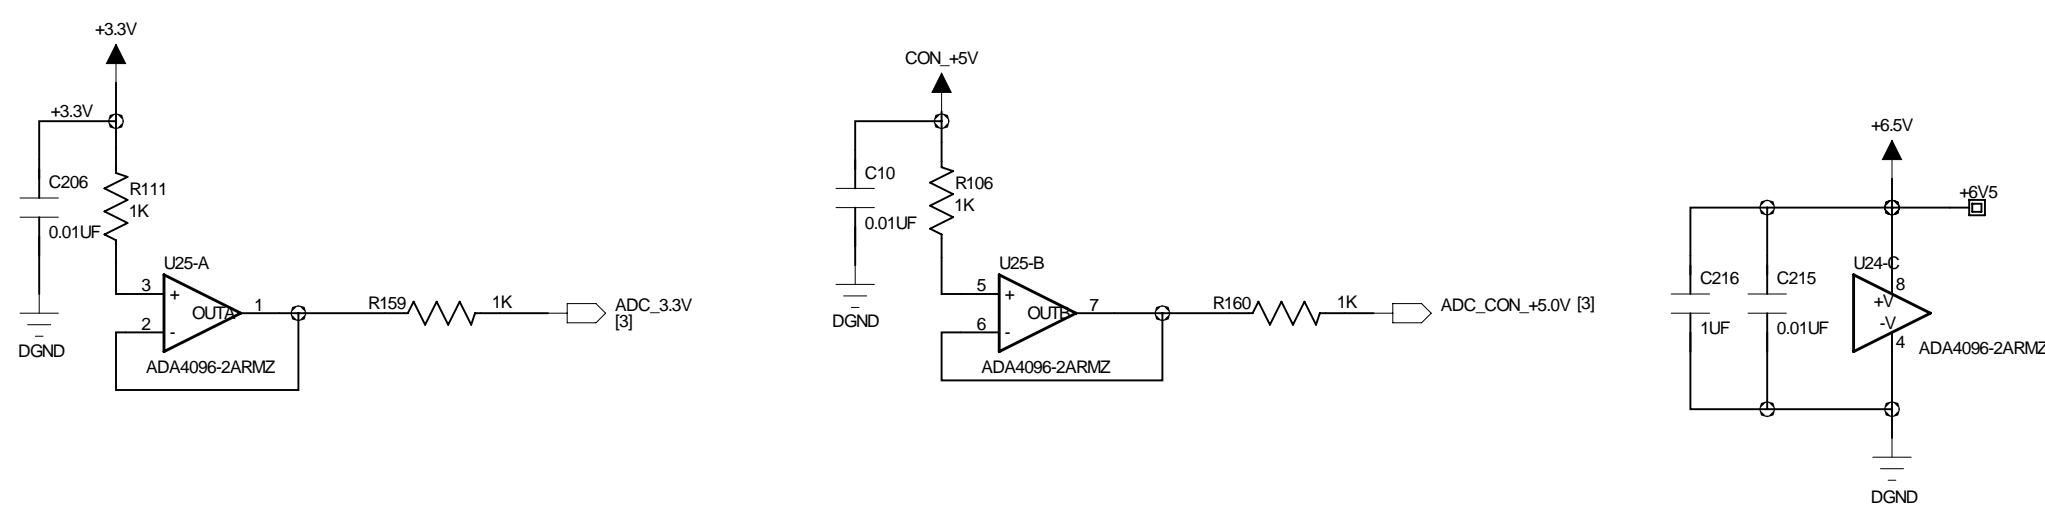 +3.3V
+3.3V
C206
0.01UF
R111
1K
DGND
U25-A
3
+
2
-
OUTA
1
ADA4096-2ARMZ
R159
1K
ADC_3.3V
[3]
CON_+5V
C10
0.01UF
R106
1K
DGND
U25-B
5
+
6
-
OUTB
7
ADA4096-2ARMZ
R160
1K
ADC_CON_+5.0V [3]
+6.5V
+6V5
C216
1UF
C215
0.01UF
U24-C
8
+V
-V
4
ADA4096-2ARMZ
DGND